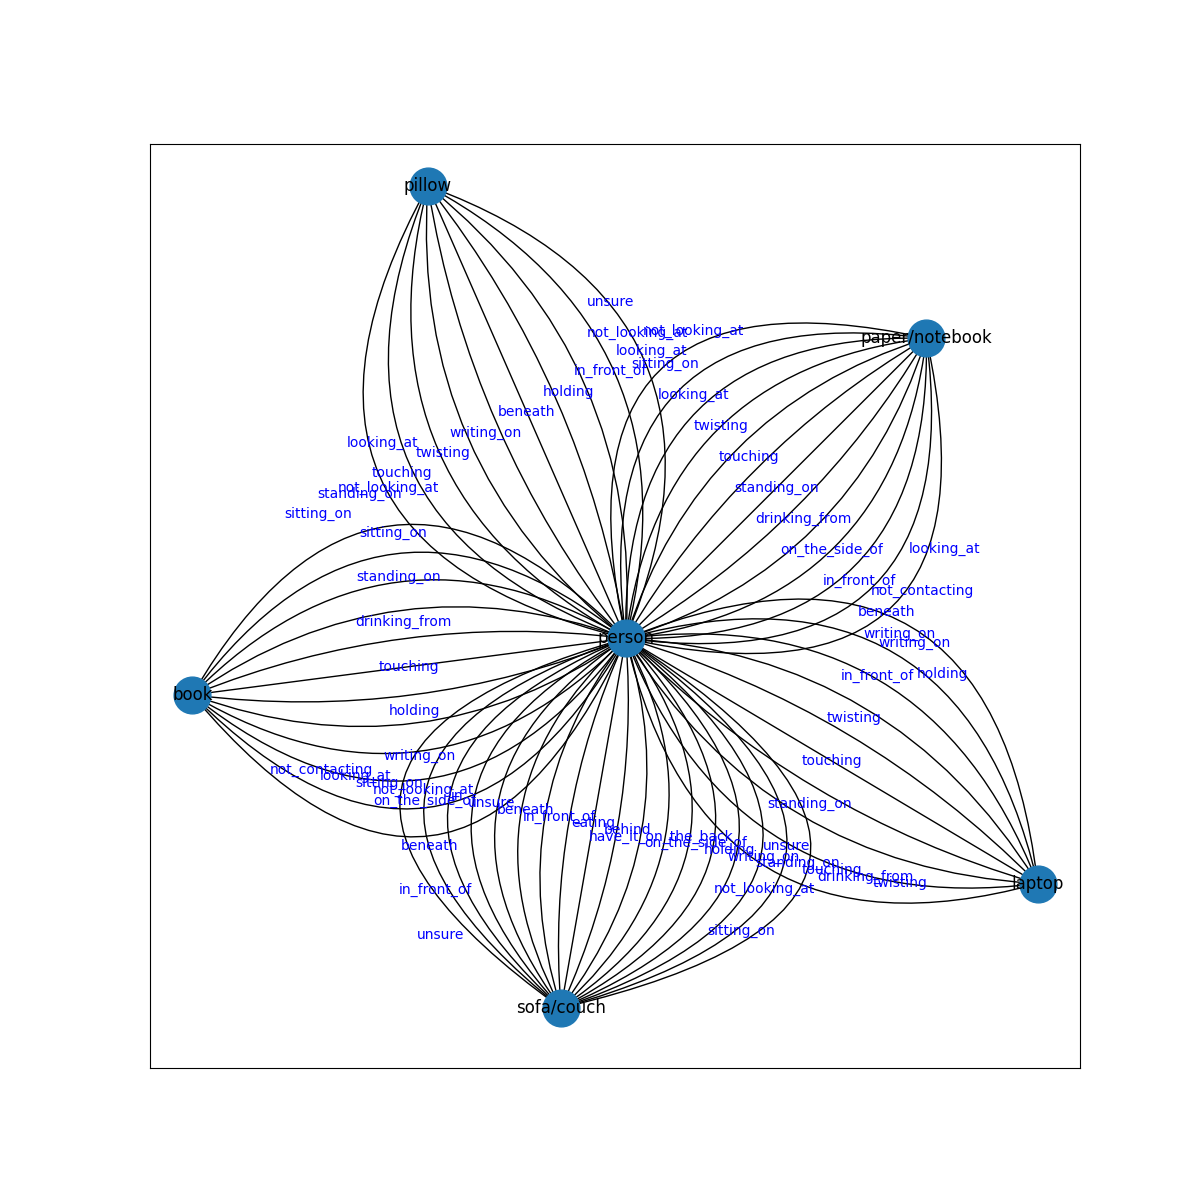 pillow
unsure
not_looking_at
not_looking_at
paper/notebook
looking_at
sitting_on
in_front_of
holding
looking_at
beneath
twisting
writing_on
looking_at
twisting
touching
touching
not_looking_at
standing_on
standing_on
sitting_on
drinking_from
sitting_on
on_the_side_of
looking_at
standing_on
in_front_of
not_contacting
beneath
drinking_from
writing_on
person
writing_on
touching
in_front_of
holding
book
holding
twisting
writing_on
touching
not_contacting
looking_at
sitting_on
not_looking_at
in
on_the_side_of
unsure
standing_on
beneath
in_front_of
eating
behind
have_it_on_the_back
on_the_side_of
beneath
holding
unsure
writing_on
standing_on
touching
drinking_from
twisting
laptop
in_front_of
not_looking_at
unsure
sitting_on
sofa/couch